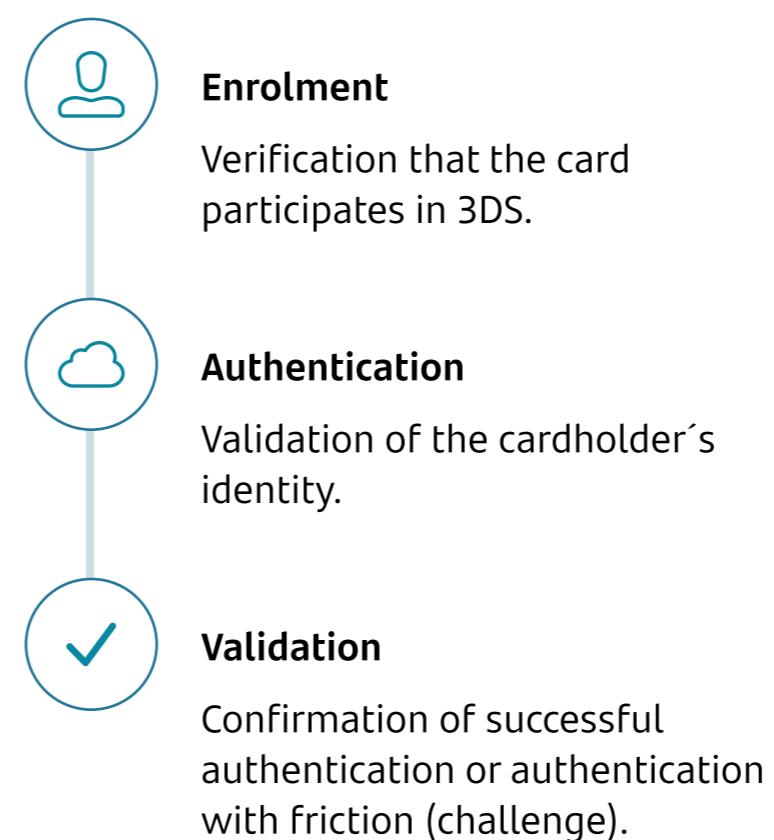 Enrolment
Verification that the card
participates in 3DS.
Authentication
Validation of the cardholder´s
identity.
Validation
Confirmation of successful
authentication or authentication
with friction (challenge).